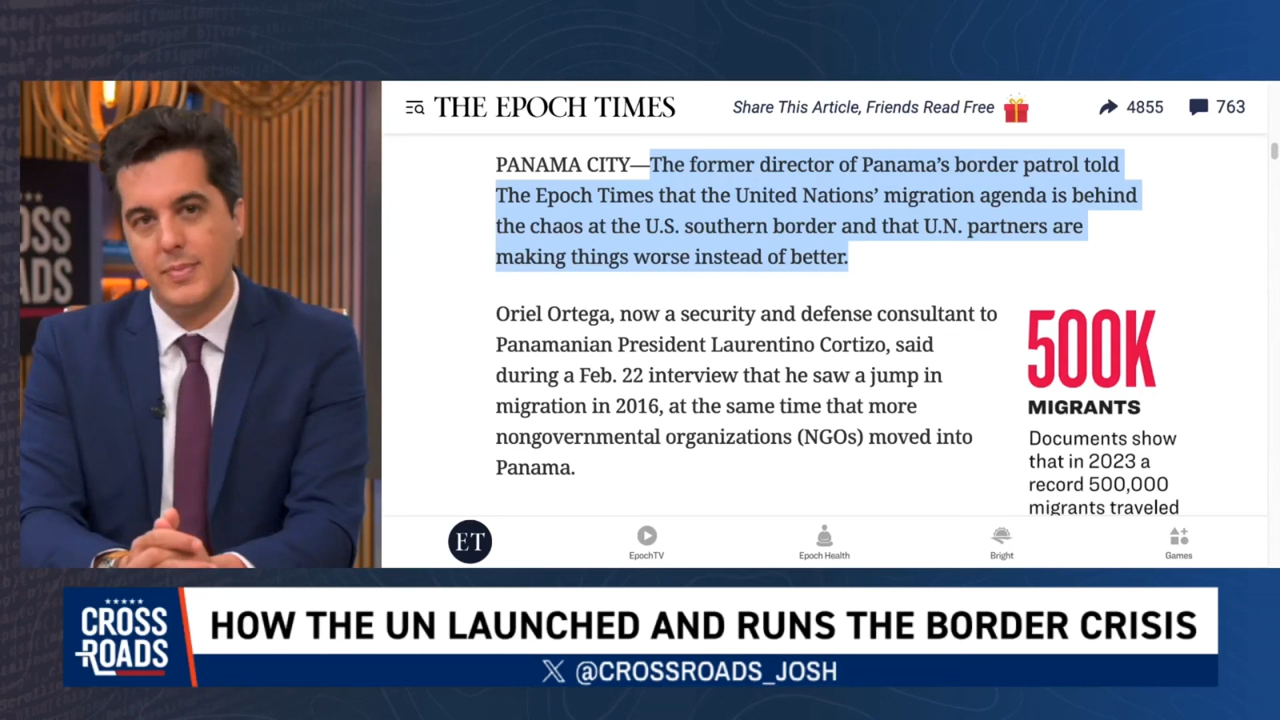 THE EPOCH TIMES
Share This Article, Friends Read Free
4855
763
PANAMA CITY—The former director of Panama’s border patrol told
The Epoch Times that the United Nations’ migration agenda is behind
the chaos at the U.S. southern border and that U.N. partners are
making things worse instead of better.
Oriel Ortega, now a security and defense consultant to
Panamanian President Laurentino Cortizo, said
during a Feb. 22 interview that he saw a jump in
migration in 2016, at the same time that more
nongovernmental organizations (NGOs) moved into
Panama.
500K
MIGRANTS
Documents show
that in 2023 a
record 500,000
migrants traveled
ET
EpochTV
Epoch Health
Bright
Games
CROSS
ROADS
HOW THE UN LAUNCHED AND RUNS THE BORDER CRISIS
X @CROSSROADS_JOSH